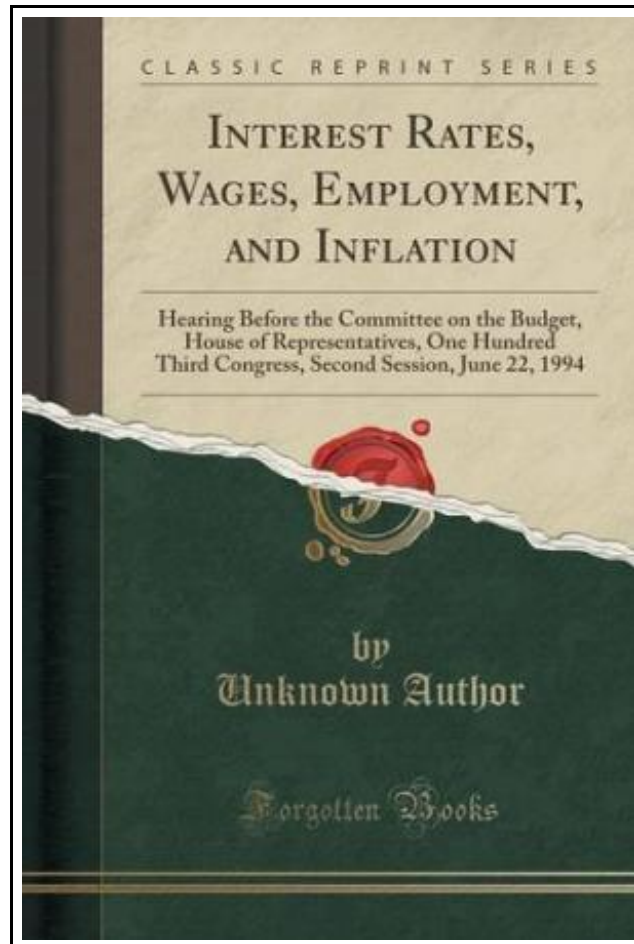 CLASSIC REPRINT SERIES
INTEREST RATES,
WAGES, EMPLOYMENT,
AND INFLATION
Hearing Before the Committee on the Budget,
House of Representatives, One Hundred
Third Congress, Second Session, June 22, 1994
by
Unknown Author
Forgotten Books